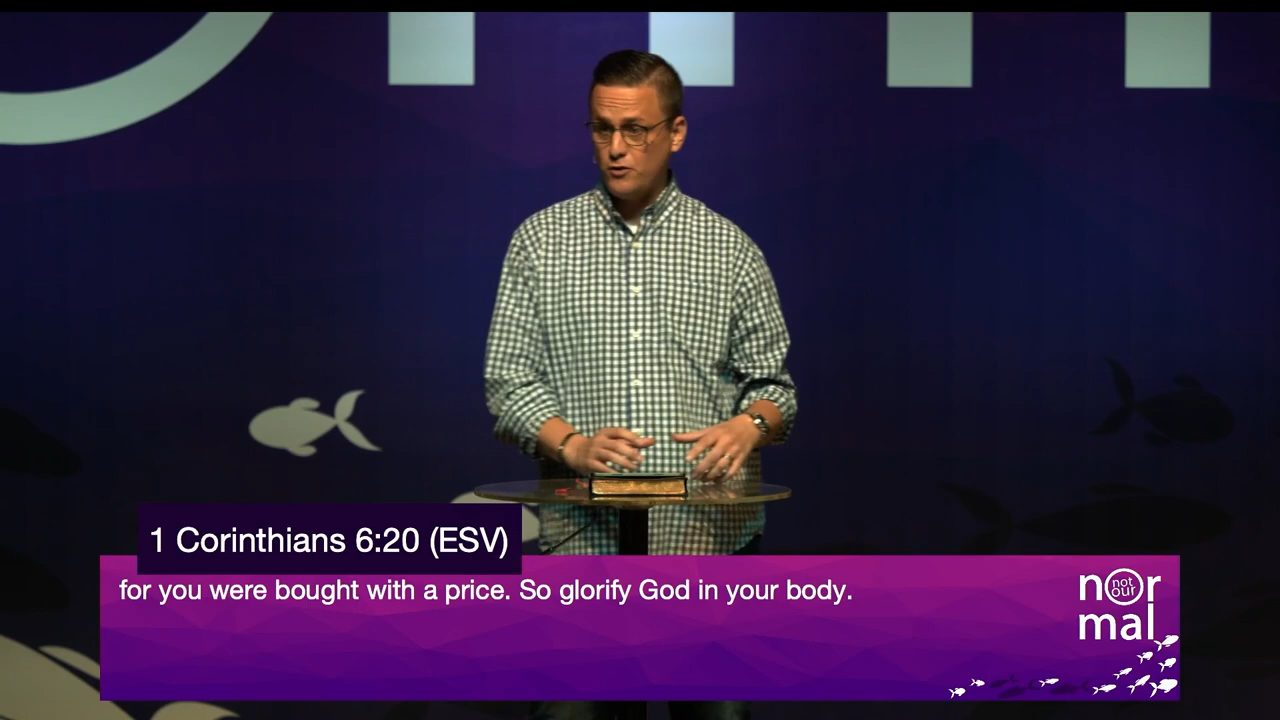 1 Corinthians 6:20 (ESV)
for you were bought with a price. So glorify God in your body.
nor
not
our
mal